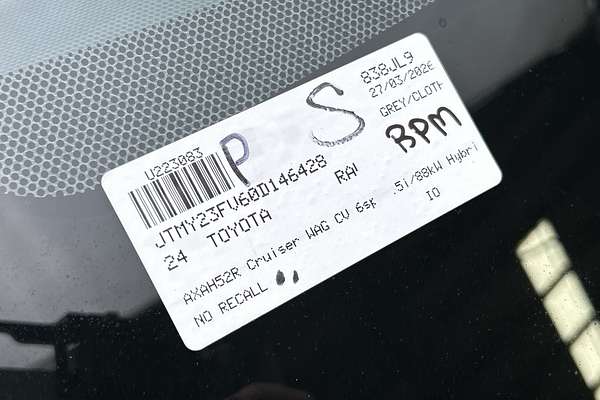 U223083
838JL9
27/03/2026
P S
GREY/CLOTH
BPM
JTMY23FV60D146428
24 TOYOTA RAV
AXAH52R Cruiser WAG CV 6sp .5i/88kW Hybri
NO RECALL IO